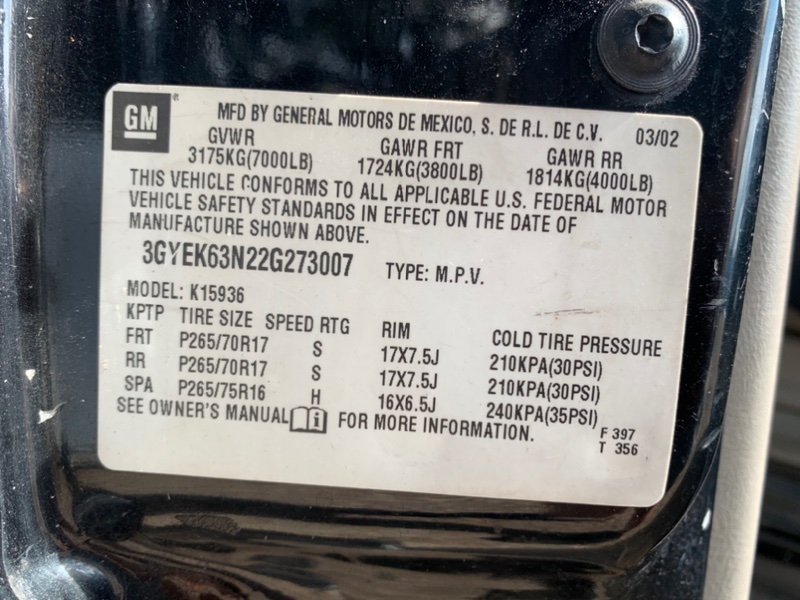 GM
MFD BY GENERAL MOTORS DE MEXICO, S. DE R.L. DE C.V. 03/02
GVWR GAWR FRT GAWR RR
3175KG(7000LB) 1724KG(3800LB) 1814KG(4000LB)
THIS VEHICLE CONFORMS TO ALL APPLICABLE U.S. FEDERAL MOTOR
VEHICLE SAFETY STANDARDS IN EFFECT ON THE DATE OF
MANUFACTURE SHOWN ABOVE.
3GYEK63N22G273007 TYPE: M.P.V.
MODEL: K15936
KPTP TIRE SIZE SPEED RTG RIM COLD TIRE PRESSURE
FRT P265/70R17 S 17X7.5J 210KPA(30PSI)
RR P265/70R17 S 17X7.5J 210KPA(30PSI)
SPA P265/75R16 H 16X6.5J 240KPA(35PSI)
SEE OWNER'S MANUAL i FOR MORE INFORMATION.
F 397
T 356